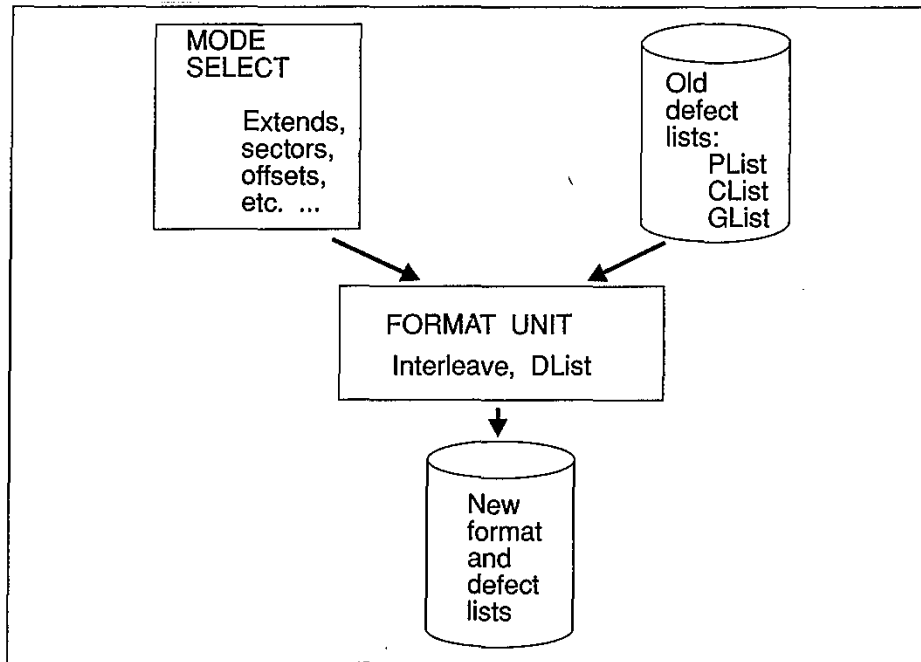 MODE
SELECT
Extends,
sectors,
offsets,
etc. ...
Old
defect
lists:
PList
CList
GList
FORMAT UNIT
Interleave, DList
New
format
and
defect
lists